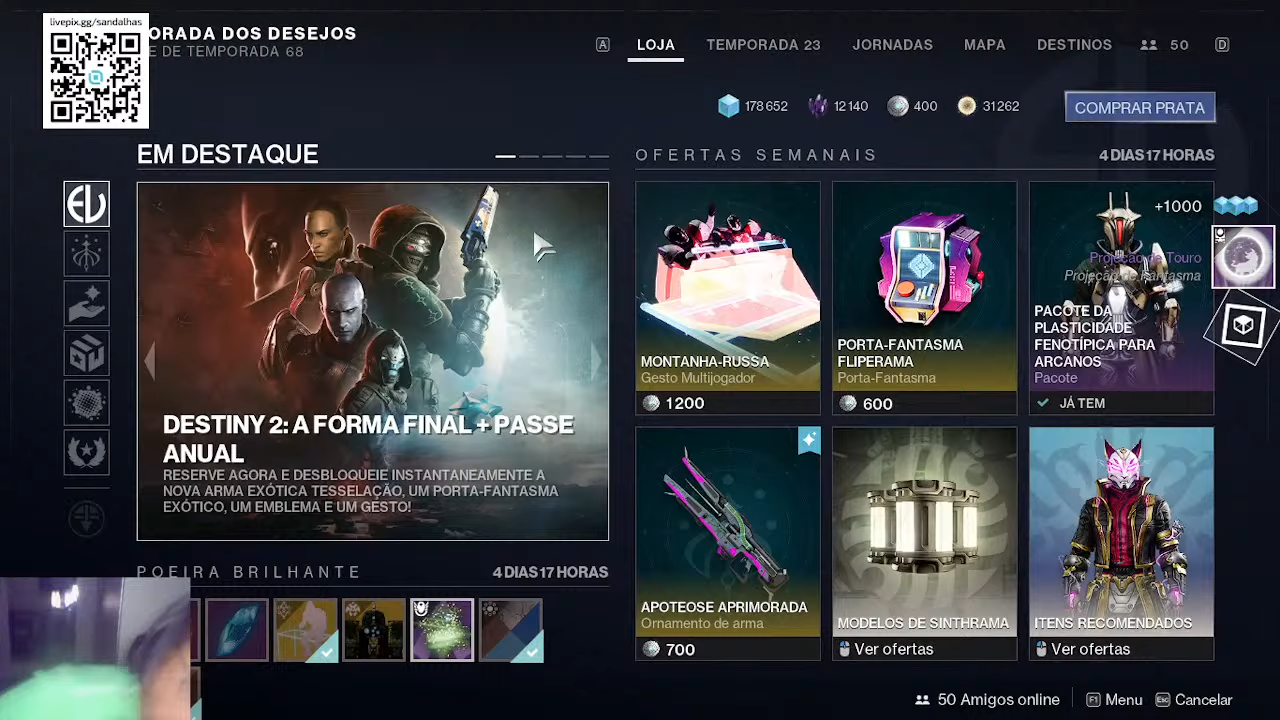 livepix.gg/sandalhas
ORADA DOS DESEJOS
E DE TEMPORADA 68
A
LOJA
TEMPORADA 23
JORNADAS
MAPA
DESTINOS
50
D
178 652
12 140
400
31 262
COMPRAR PRATA
EM DESTAQUE
OFERTAS SEMANAIS
4 DIAS 17 HORAS
DESTINY 2: A FORMA FINAL + PASSE
ANUAL
RESERVE AGORA E DESBLOQUEIE INSTANTANEAMENTE A
NOVA ARMA EXÓTICA TESSELAÇÃO, UM PORTA-FANTASMA
EXÓTICO, UM EMBLEMA E UM GESTO!
MONTANHA-RUSSA
Gesto Multijogador
1200
PORTA-FANTASMA
FLIPERAMA
Porta-Fantasma
600
+1000
Projeção de Touro
Projeção de Fantasma
PACOTE DA
PLASTICIDADE
FENOTÍPICA PARA
ARCANOS
Pacote
JÁ TEM
APOTEOSE APRIMORADA
Ornamento de arma
700
MODELOS DE SINTHRAMA
Ver ofertas
ITENS RECOMENDADOS
Ver ofertas
POEIRA BRILHANTE
4 DIAS 17 HORAS
50 Amigos online
F1 Menu
Esc Cancelar